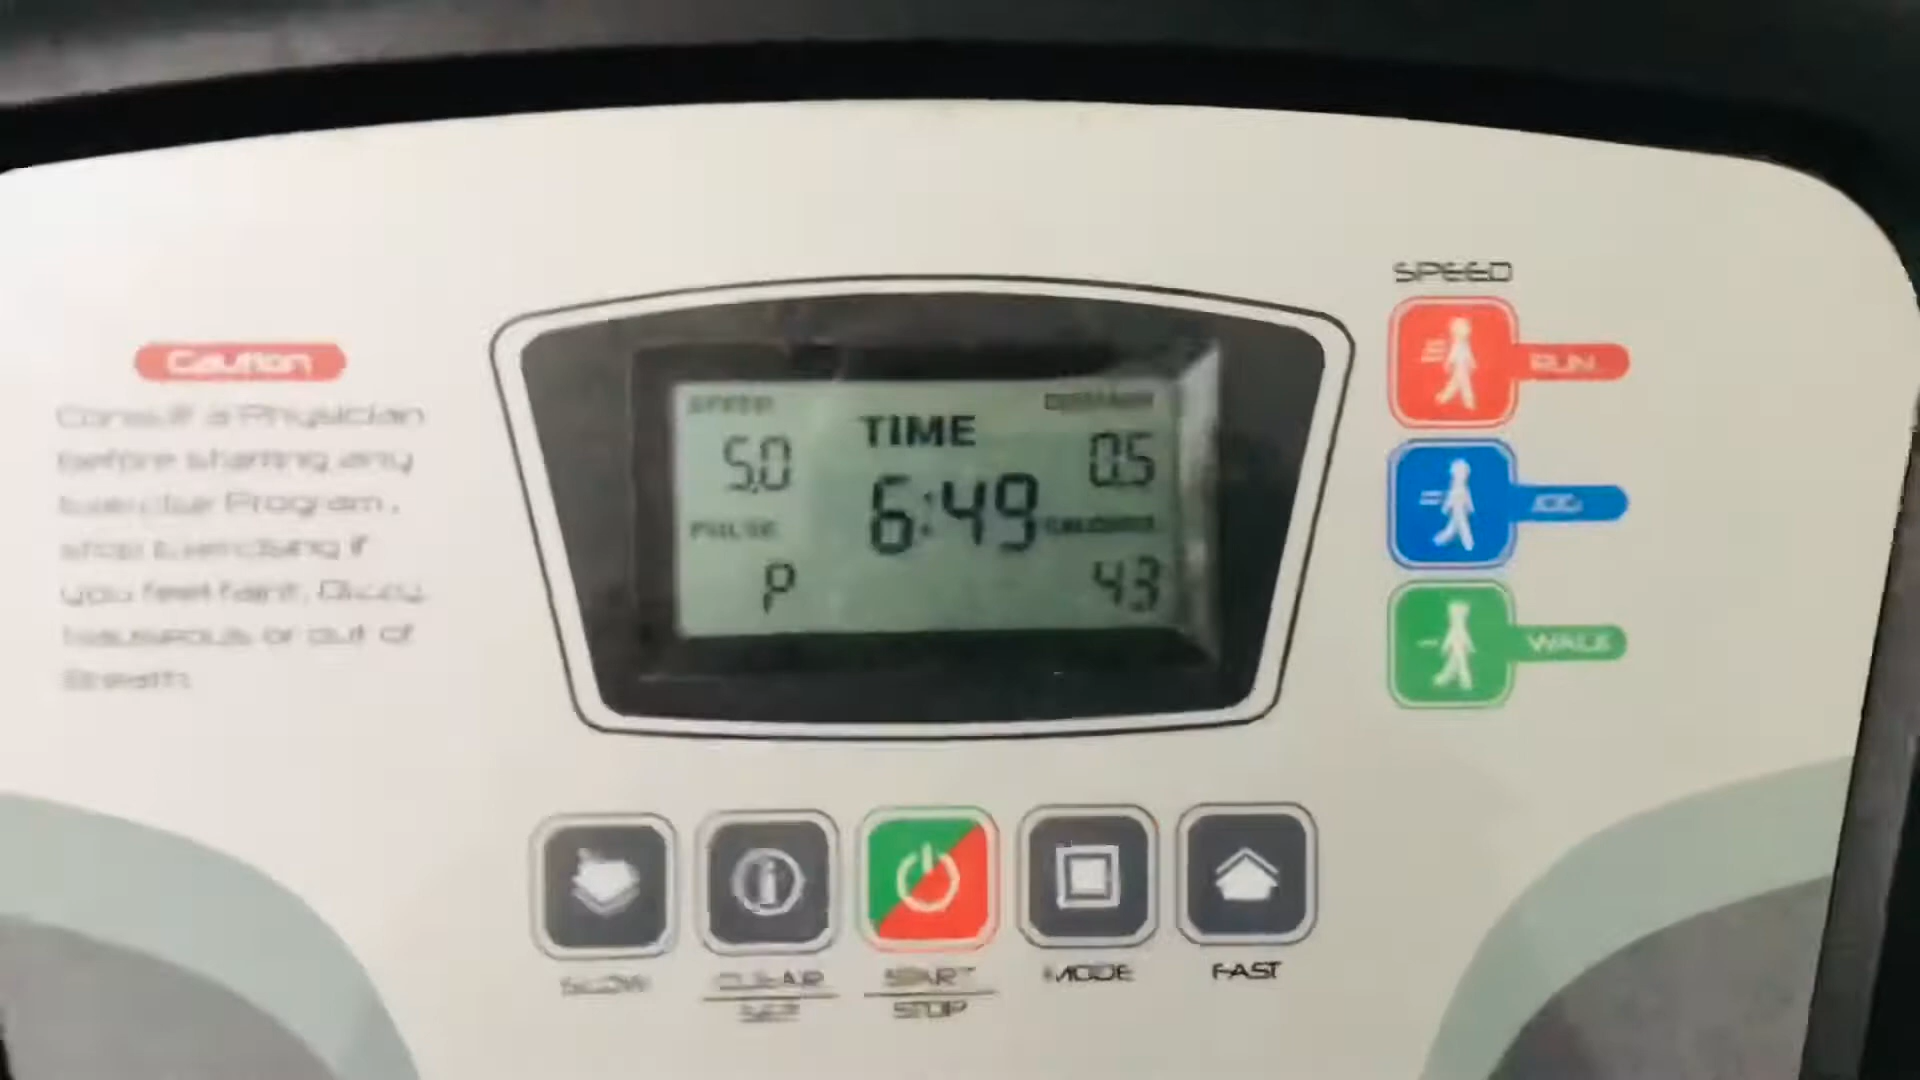 SPEED
RUN
Caution
Consult a Physician
before starting any
Exercise Program,
stop Exercising if
you feel faint, Dizzy,
or out of
Breath
SPEED
TIME
DISTANCE
5.0
0.5
6:49
PULSE
CALORIES
P
43
JOG
WALK
SLOW
CLEAR
SET
START
STOP
MODE
FAST